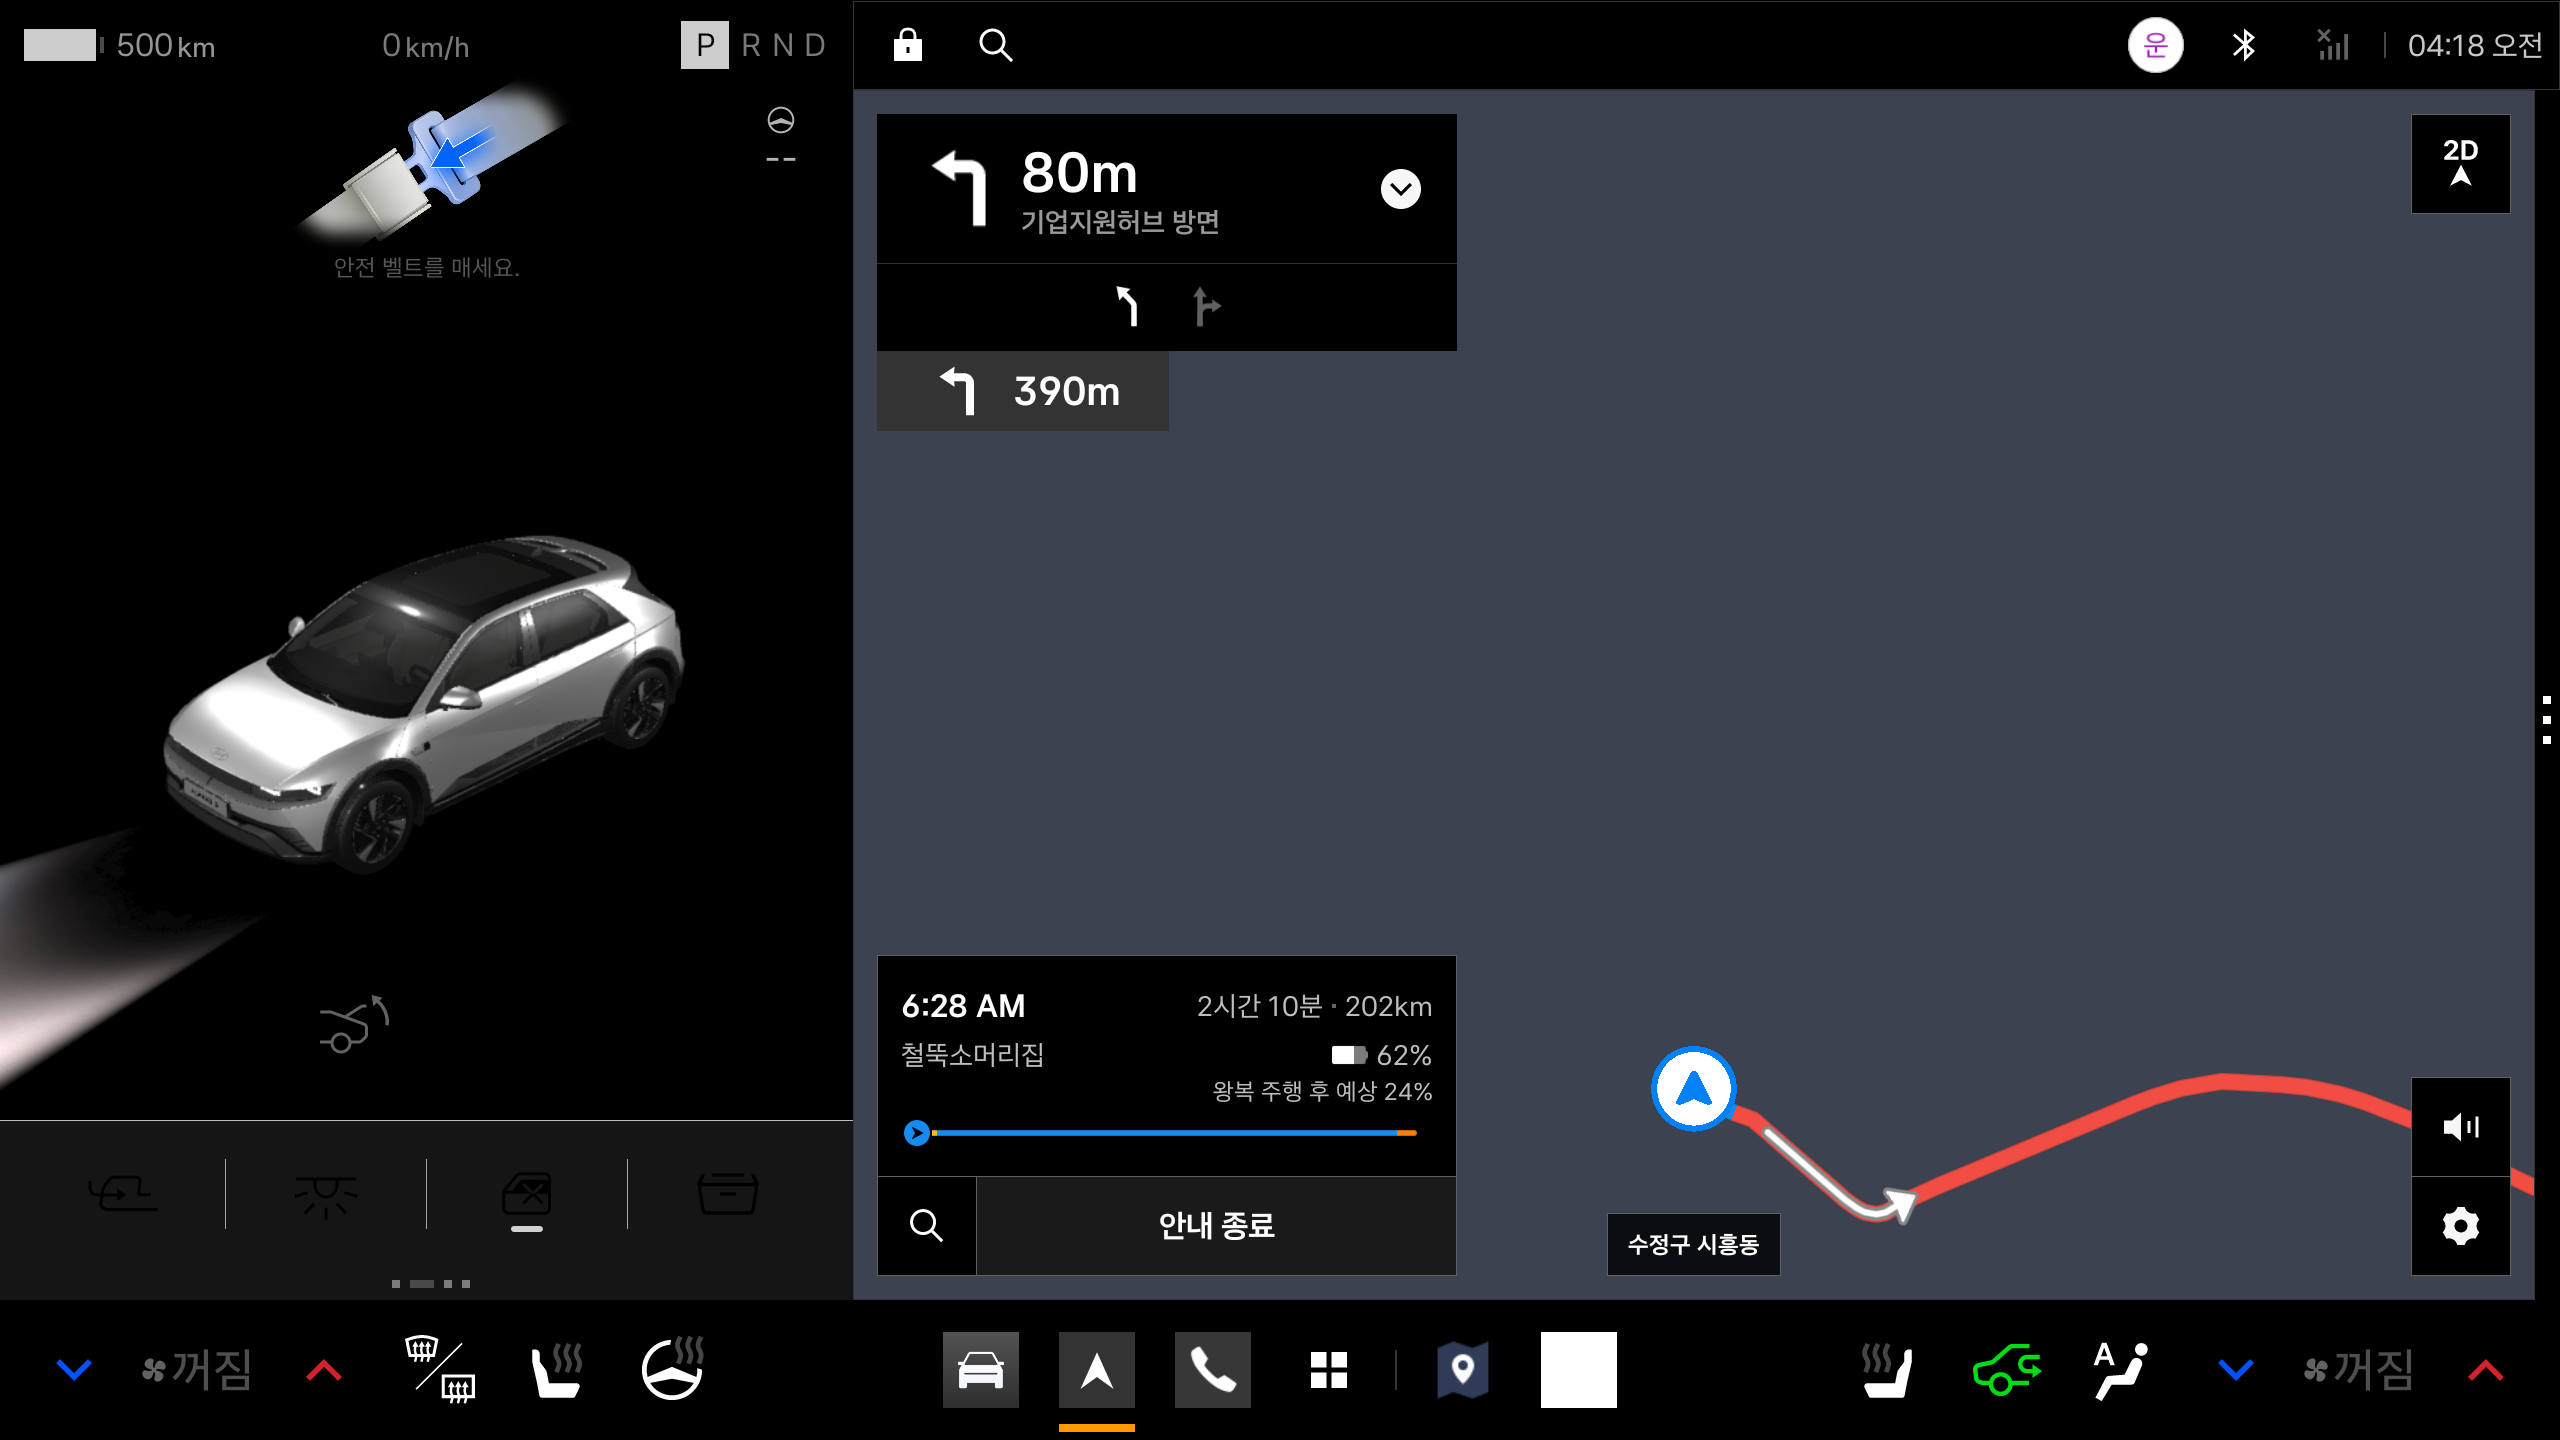 500 km
0 km/h
P R N D
운
04:18 오전
안전 벨트를 매세요.
--
80m
기업지원허브 방면
390m
2D
6:28 AM
2시간 10분 · 202km
철뚝소머리집
62%
왕복 주행 후 예상 24%
안내 종료
수정구 시흥동
꺼짐
A
꺼짐